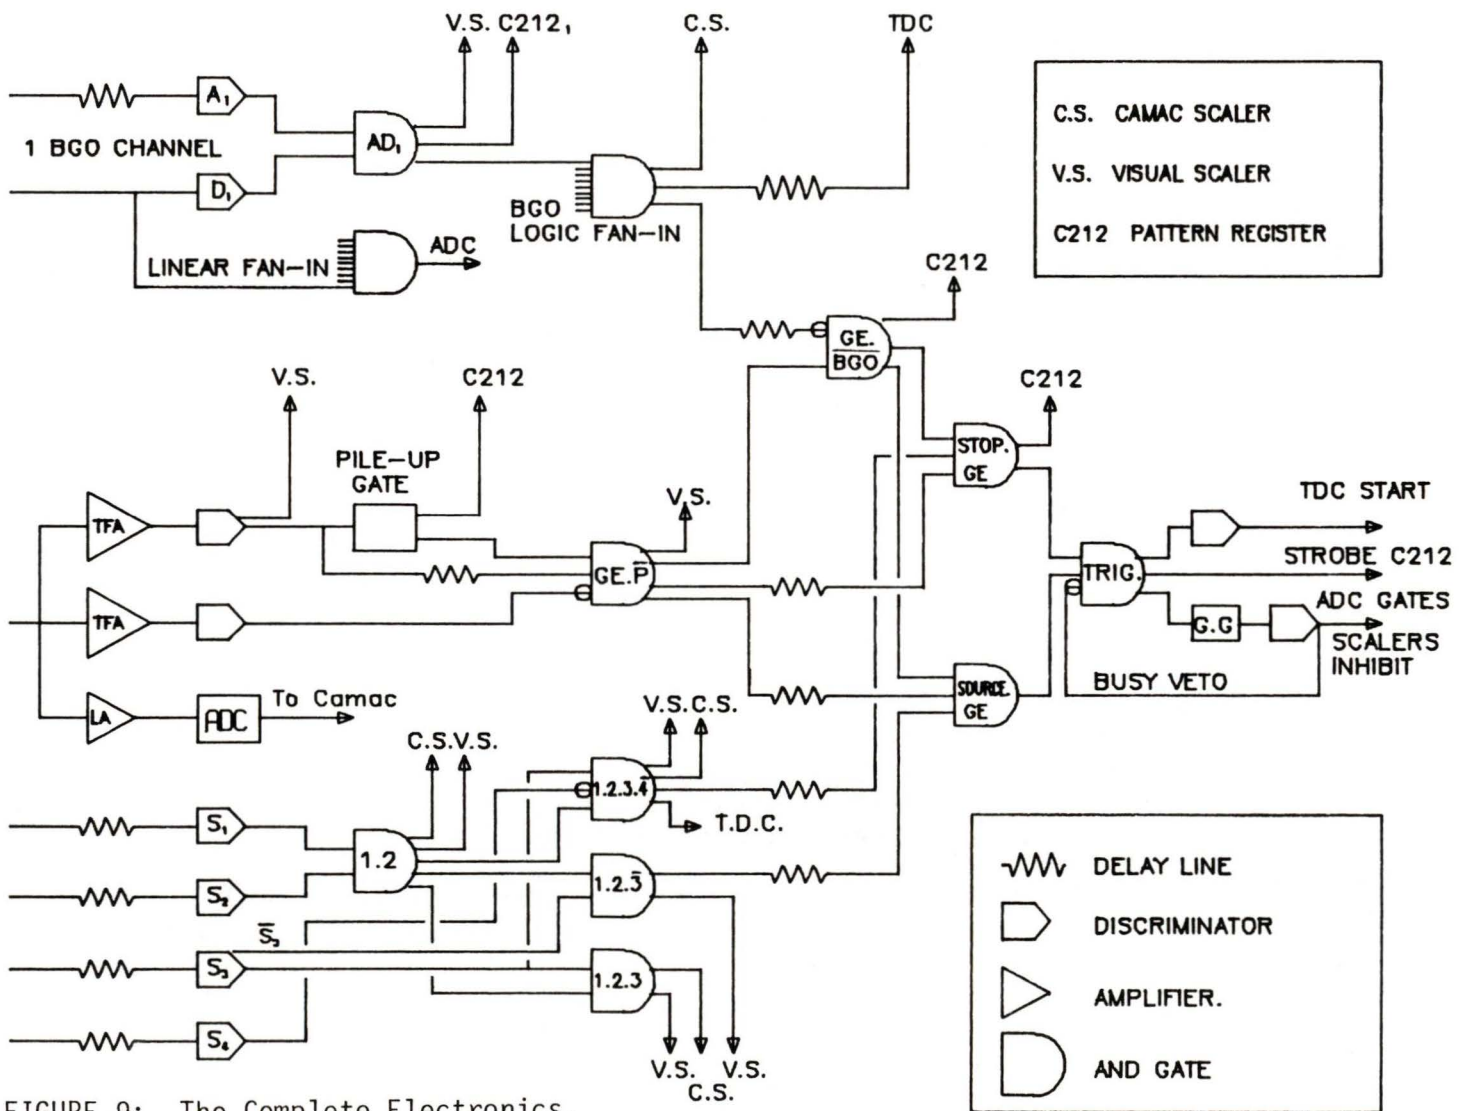 V.S. C212₁
C.S.
TDC
A₁
1 BGO CHANNEL
D₁
AD₁
BGO
LOGIC FAN-IN
LINEAR FAN-IN
ADC
C.S. CAMAC SCALER
V.S. VISUAL SCALER
C212 PATTERN REGISTER
C212
GE.
B̅G̅O̅
V.S.
C212
C212
PILE-UP
GATE
STOP.
GE
TFA
V.S.
GE.P̅
TRIG.
TDC START
STROBE C212
ADC GATES
SCALERS
INHIBIT
G.G
BUSY VETO
TFA
LA
ADC
To Camac
SOURCE.
GE
V.S.C.S.
C.S.V.S.
1.2.3.4̅
T.D.C.
S₁
1.2
S₂
1.2.3̅
S̅₃
S₃
1.2.3
S₄
V.S.
C.S.
V.S.
DELAY LINE
DISCRIMINATOR
AMPLIFIER.
AND GATE
FIGURE 9: The Complete Electronics